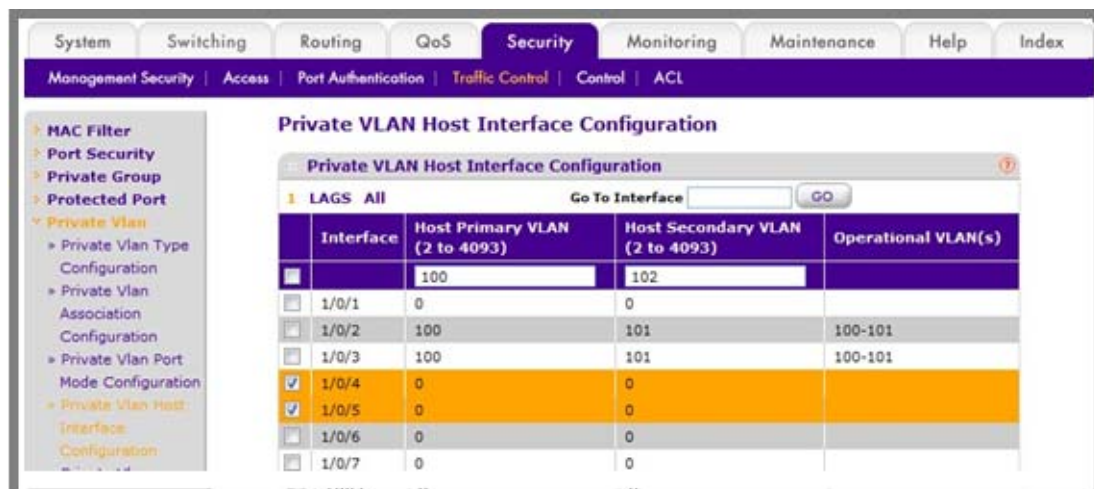 System Switching Routing QoS Security Monitoring Maintenance Help Index
Management Security | Access | Port Authentication | Traffic Control | Control | ACL
MAC Filter
Port Security
Private Group
Protected Port
Private Vlan
» Private Vlan Type
Configuration
» Private Vlan
Association
Configuration
» Private Vlan Port
Mode Configuration
» Private Vlan Host
Interface
Configuration
Private VLAN Host Interface Configuration
Private VLAN Host Interface Configuration
1 LAGS All Go To Interface GO
Interface Host Primary VLAN (2 to 4093) Host Secondary VLAN (2 to 4093) Operational VLAN(s)
100 102
1/0/1 0 0
1/0/2 100 101 100-101
1/0/3 100 101 100-101
1/0/4 0 0
1/0/5 0 0
1/0/6 0 0
1/0/7 0 0